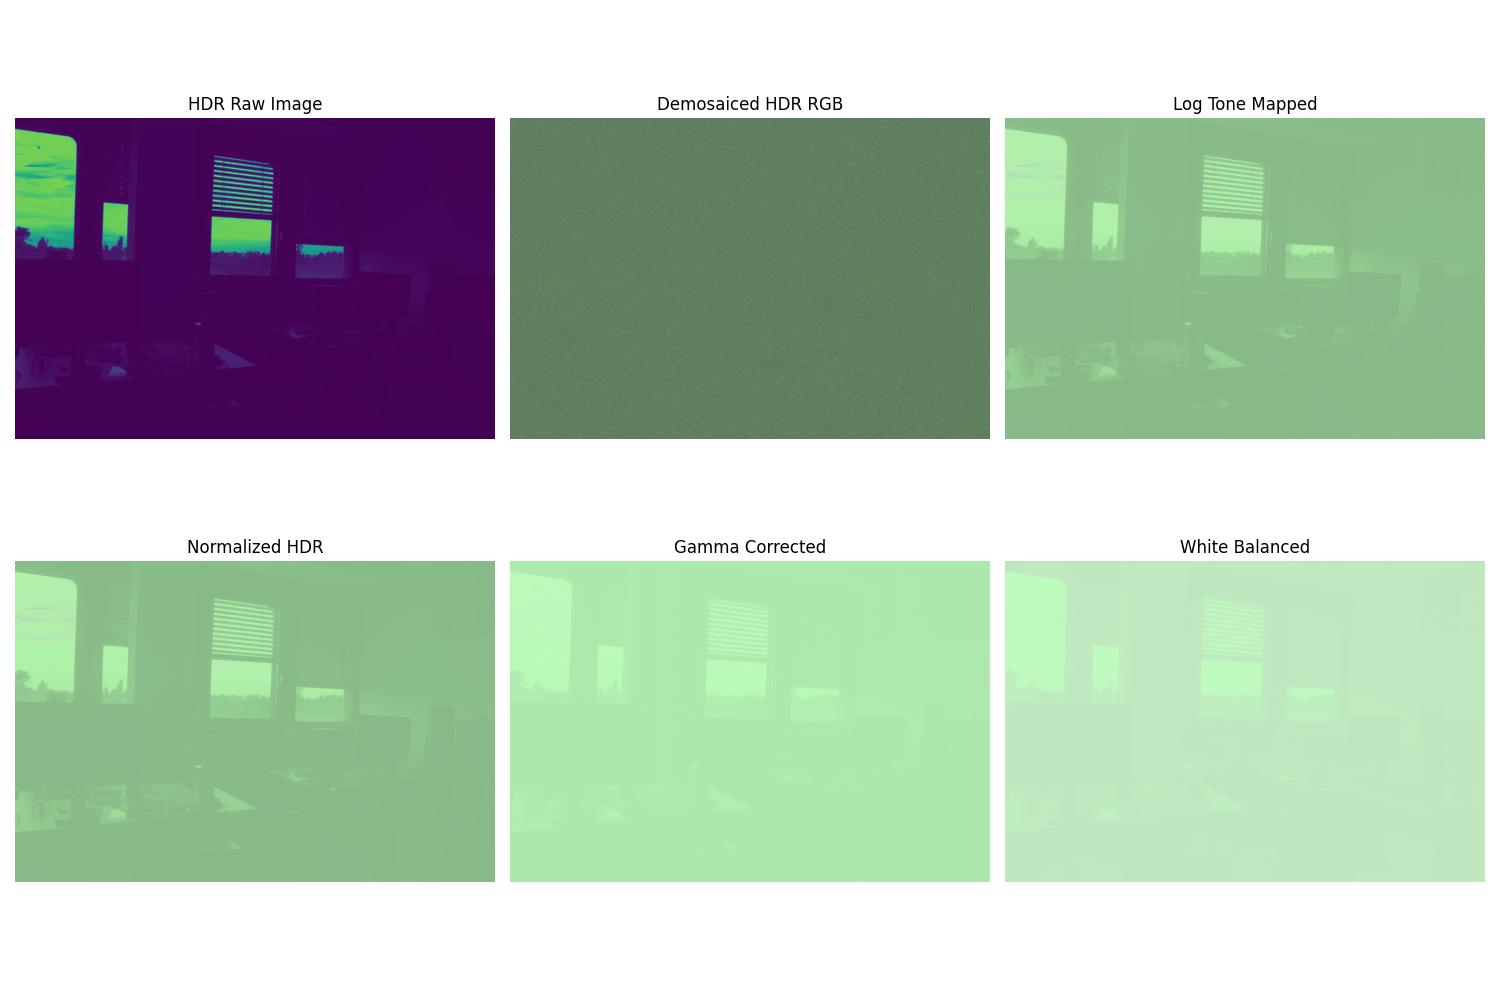 HDR Raw Image
Demosaiced HDR RGB
Log Tone Mapped
Normalized HDR
Gamma Corrected
White Balanced